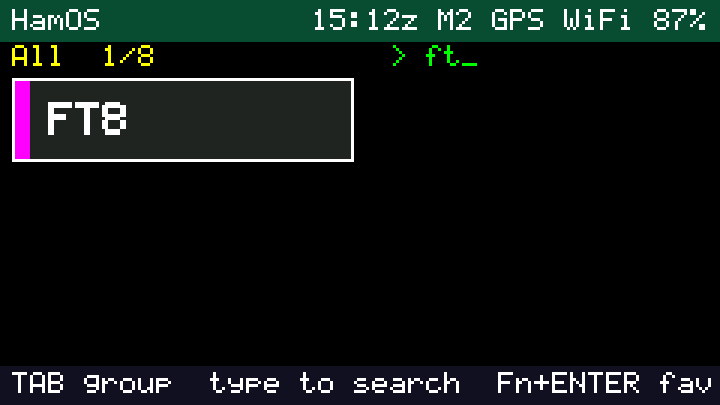 HamOS 15:12z M2 GPS WiFi 87%
All 1/8 > ft_
FT8
TAB group type to search Fn+ENTER fav